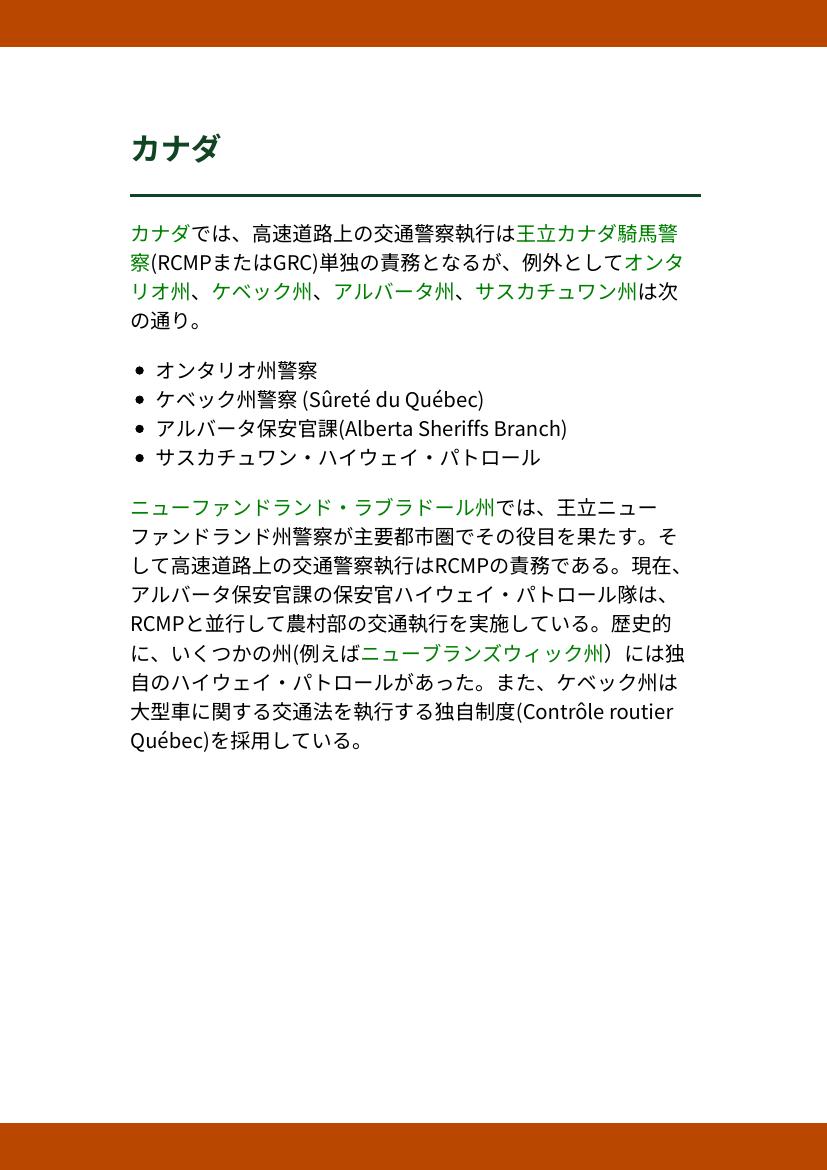 カナダ
カナダでは、高速道路上の交通警察執行は王立カナダ騎馬警
察(RCMPまたはGRC)単独の責務となるが、例外としてオンタ
リオ州、ケベック州、アルバータ州、サスカチュワン州は次
の通り。
• オンタリオ州警察
• ケベック州警察 (Sûreté du Québec)
• アルバータ保安官課(Alberta Sheriffs Branch)
• サスカチュワン・ハイウェイ・パトロール
ニューファンドランド・ラブラドール州では、王立ニュー
ファンドランド州警察が主要都市圏でその役目を果たす。そ
して高速道路上の交通警察執行はRCMPの責務である。現在、
アルバータ保安官課の保安官ハイウェイ・パトロール隊は、
RCMPと並行して農村部の交通執行を実施している。歴史的
に、いくつかの州(例えばニューブランズウィック州）には独
自のハイウェイ・パトロールがあった。また、ケベック州は
大型車に関する交通法を執行する独自制度(Contrôle routier
Québec)を採用している。